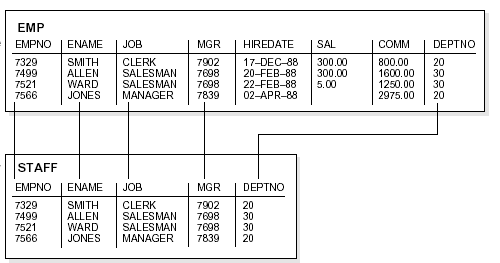 EMP
EMPNO ENAME JOB MGR HIREDATE SAL COMM DEPTNO
7329 SMITH CLERK 7902 17–DEC–88 300.00 800.00 20
7499 ALLEN SALESMAN 7698 20–FEB–88 300.00 1600.00 30
7521 WARD SALESMAN 7698 22–FEB–88 5.00 1250.00 30
7566 JONES MANAGER 7839 02–APR–88 2975.00 20
STAFF
EMPNO ENAME JOB MGR DEPTNO
7329 SMITH CLERK 7902 20
7499 ALLEN SALESMAN 7698 30
7521 WARD SALESMAN 7698 30
7566 JONES MANAGER 7839 20